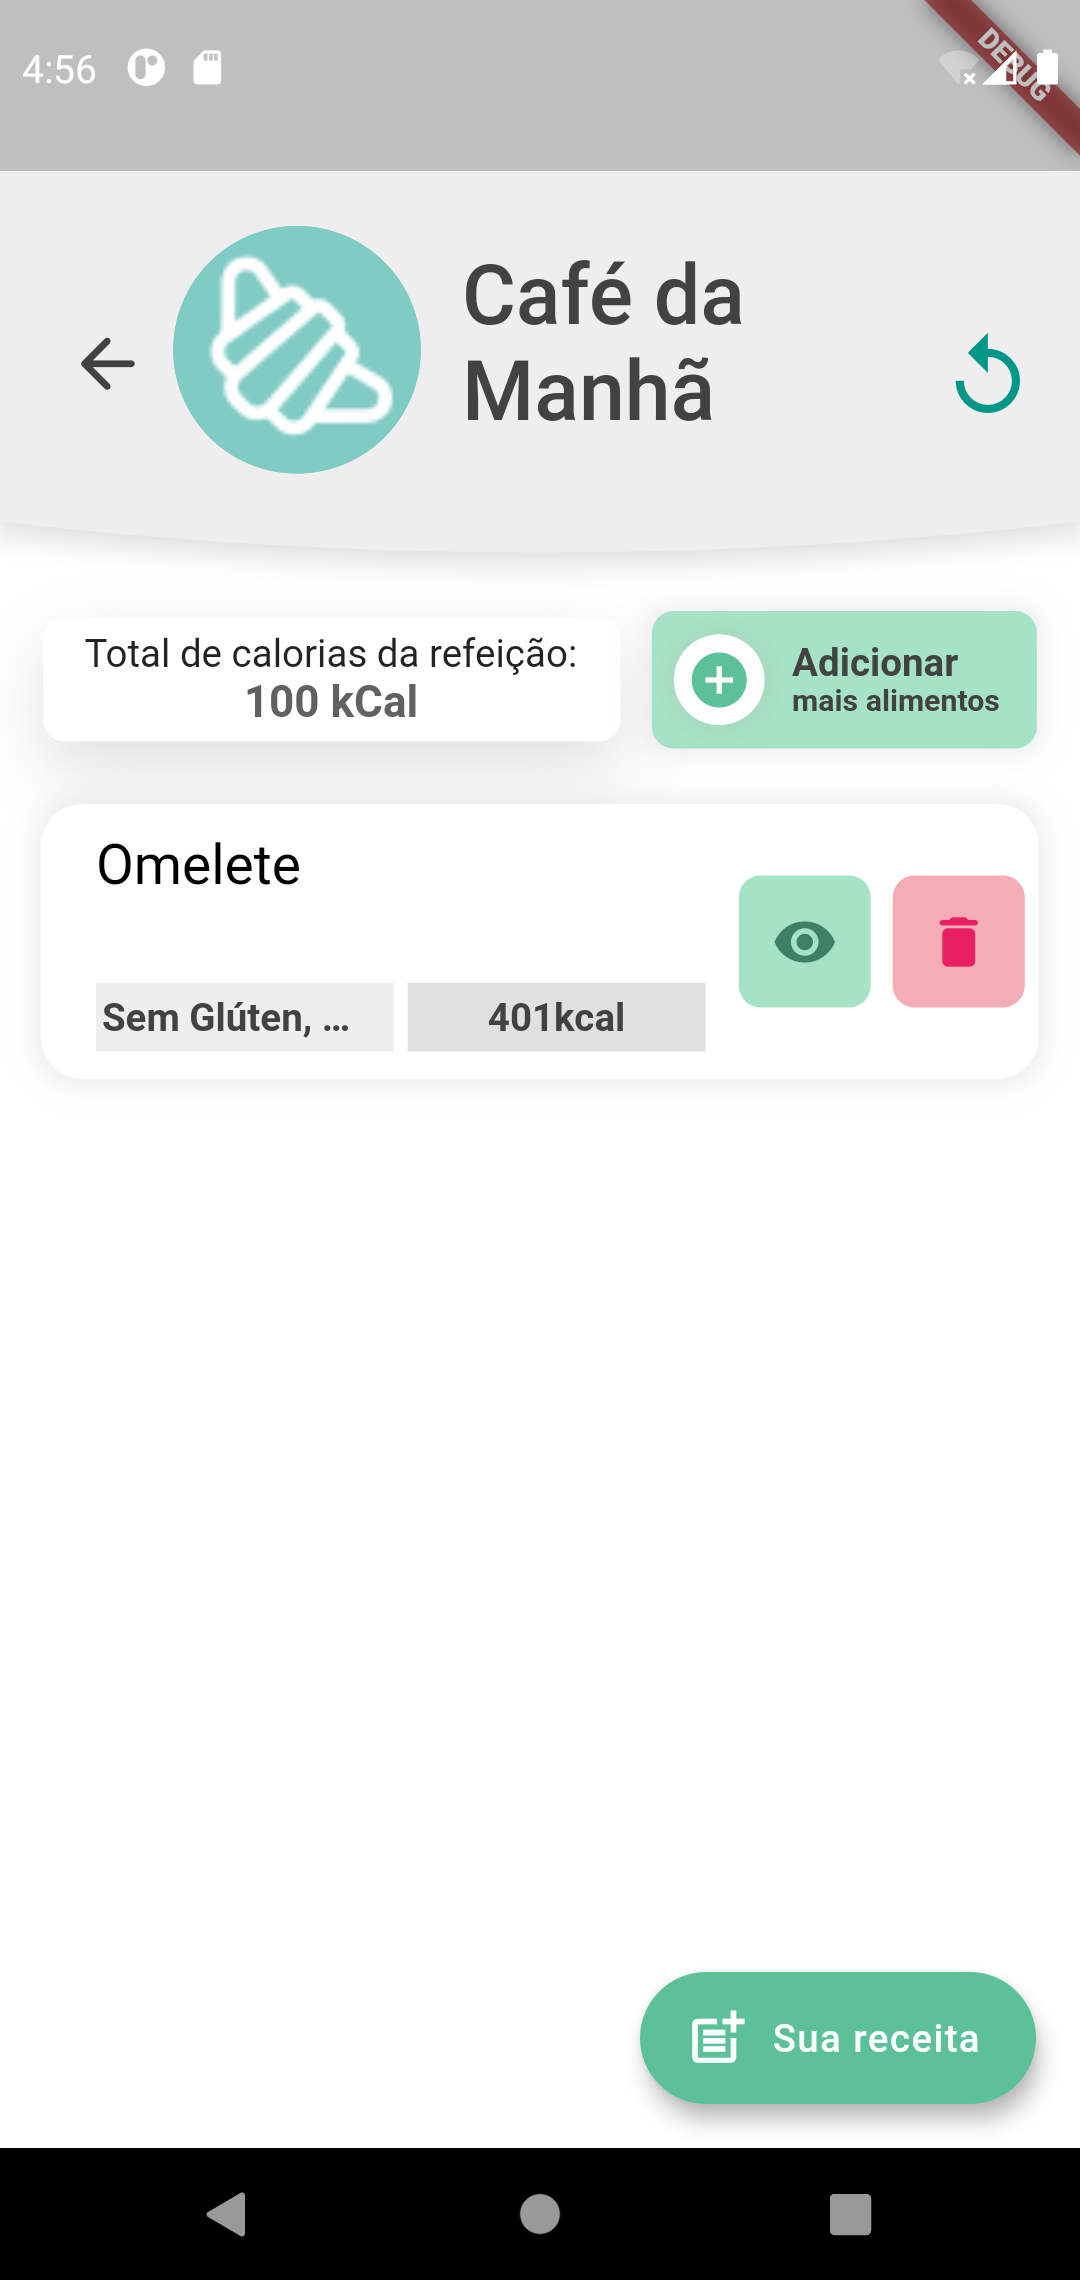 4:56
DEBUG
Café da
Manhã
Total de calorias da refeição:
100 kCal
Adicionar
mais alimentos
Omelete
Sem Glúten, ...
401kcal
Sua receita